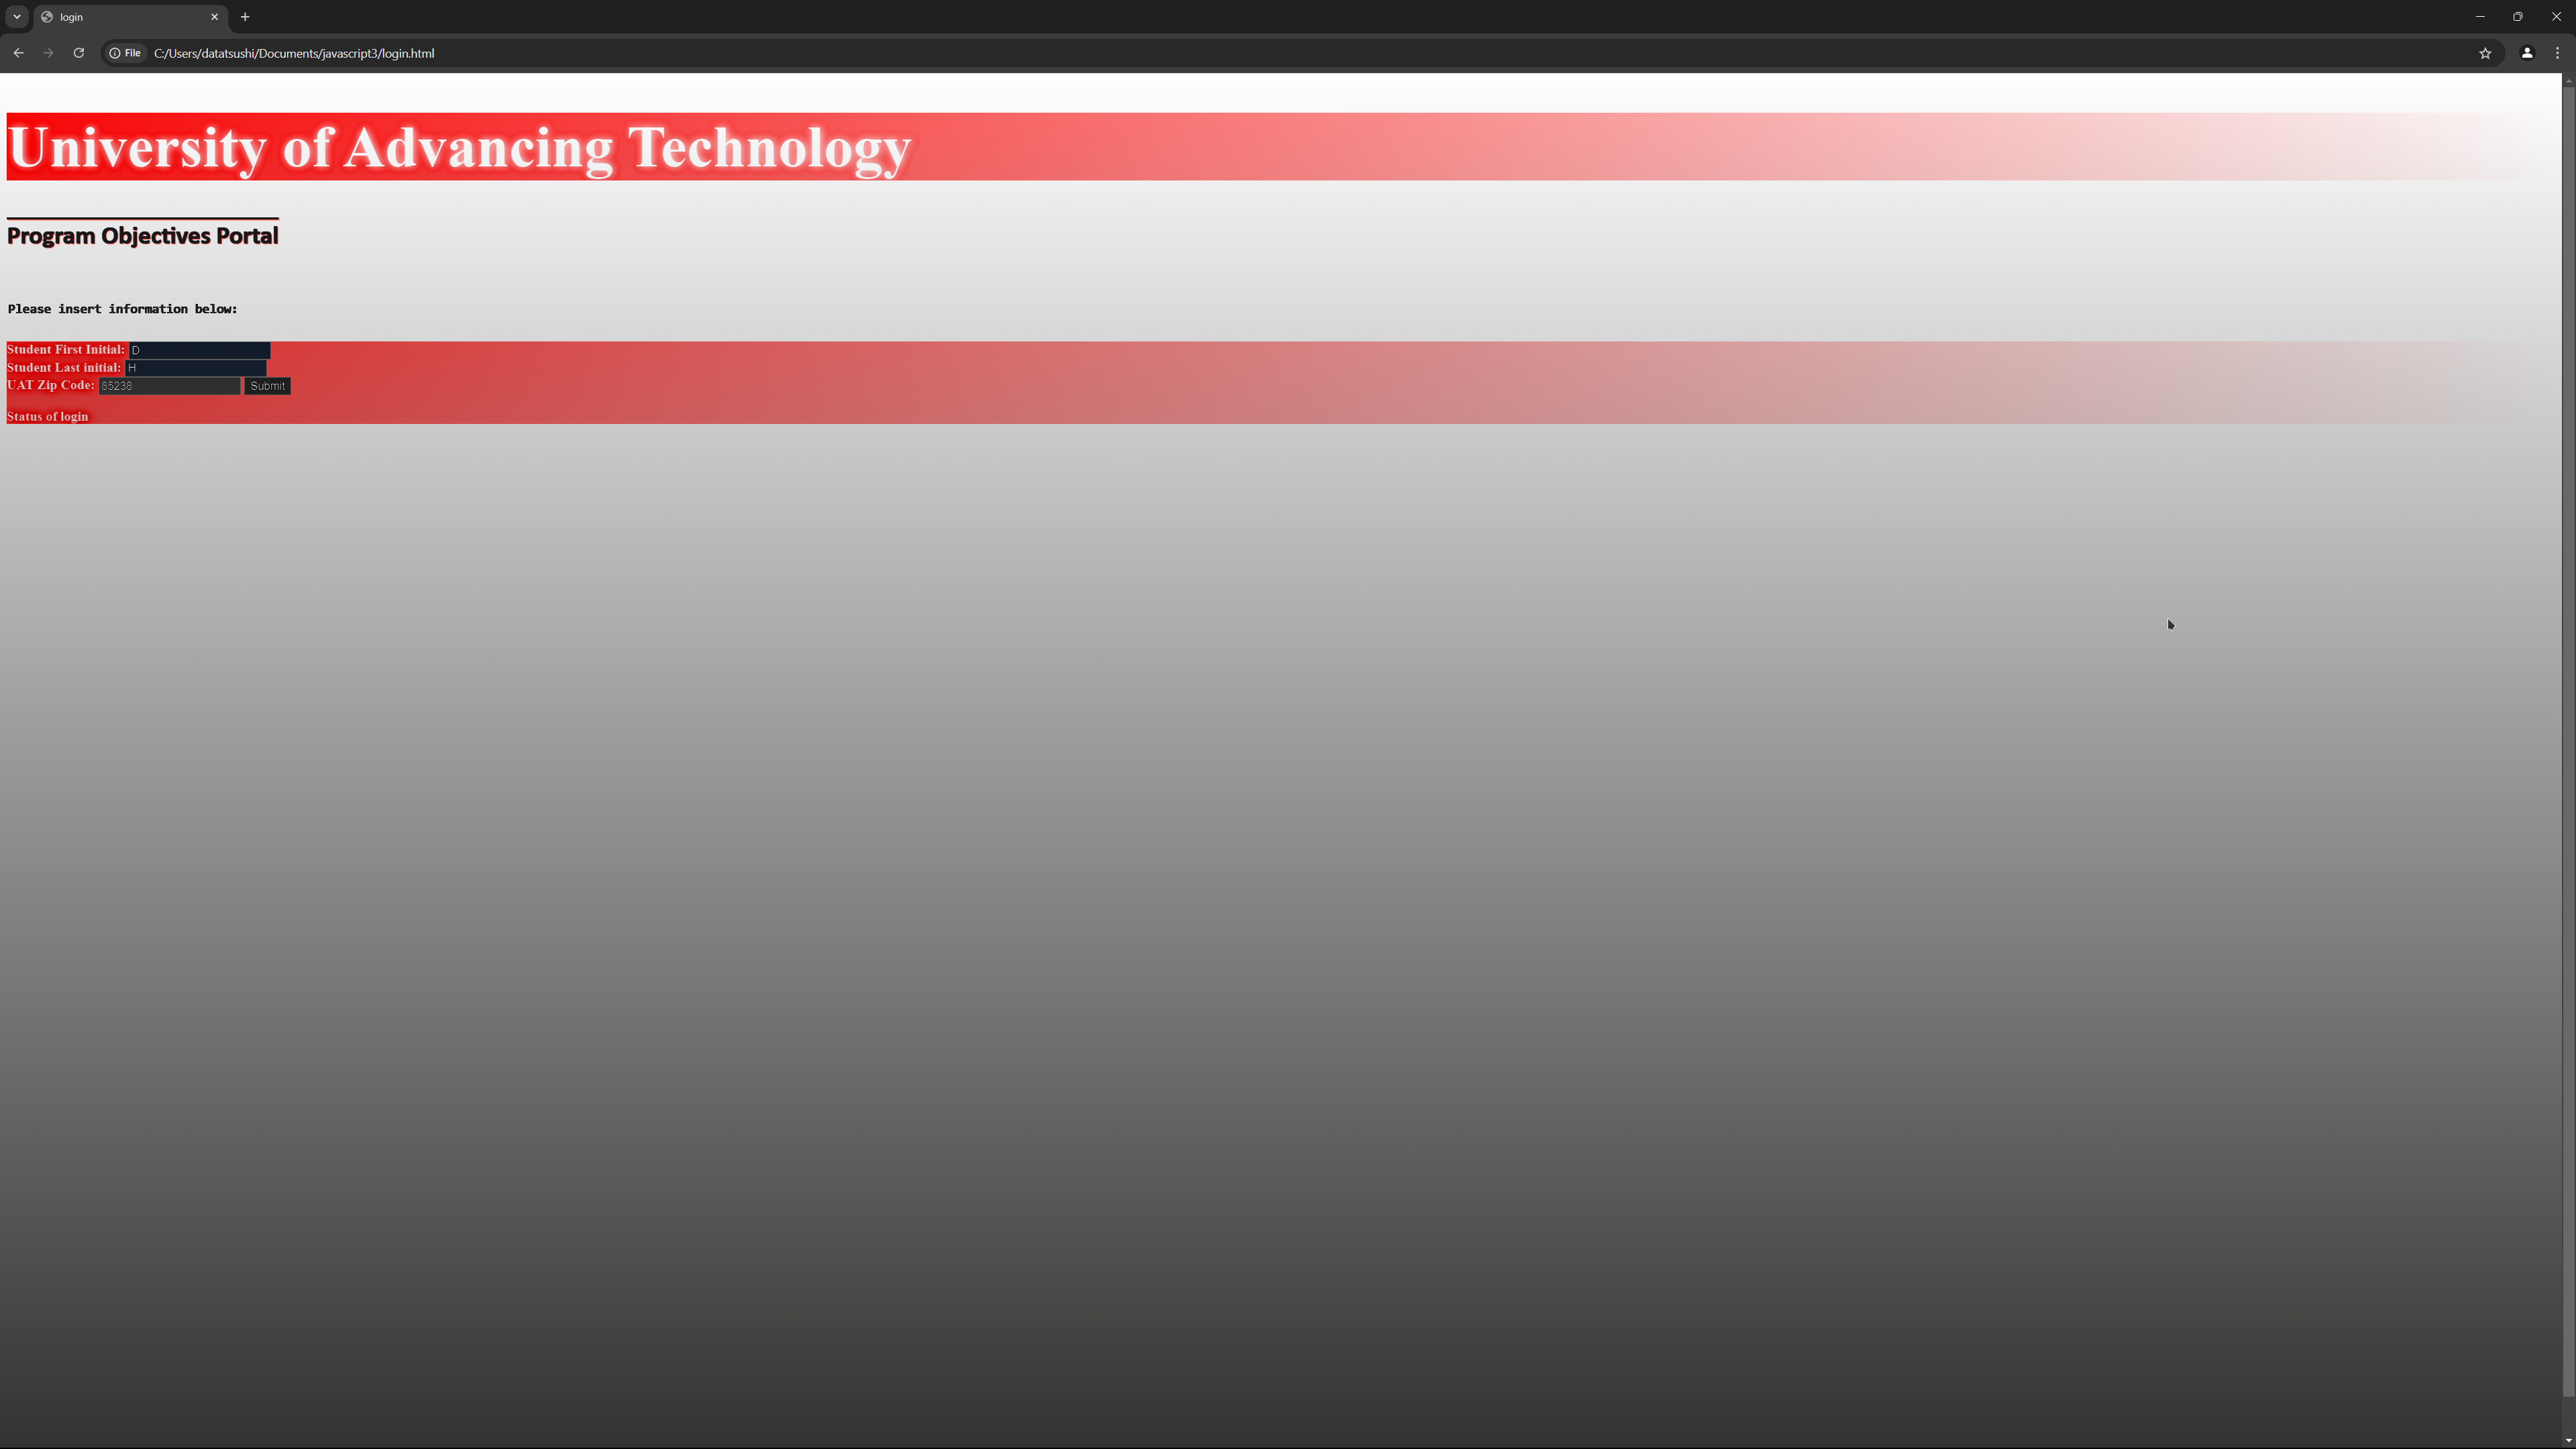 login
File C:/Users/datatsushi/Documents/javascript3/login.html
University of Advancing Technology
Program Objectives Portal
Please insert information below:
Student First Initial: D
Student Last initial: H
UAT Zip Code: 85238 Submit
Status of login